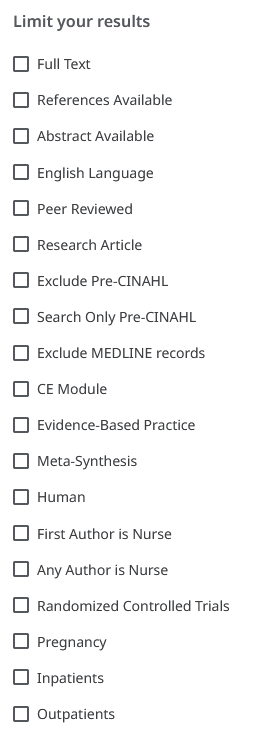 Limit your results
Full Text
References Available
Abstract Available
English Language
Peer Reviewed
Research Article
Exclude Pre-CINAHL
Search Only Pre-CINAHL
Exclude MEDLINE records
CE Module
Evidence-Based Practice
Meta-Synthesis
Human
First Author is Nurse
Any Author is Nurse
Randomized Controlled Trials
Pregnancy
Inpatients
Outpatients